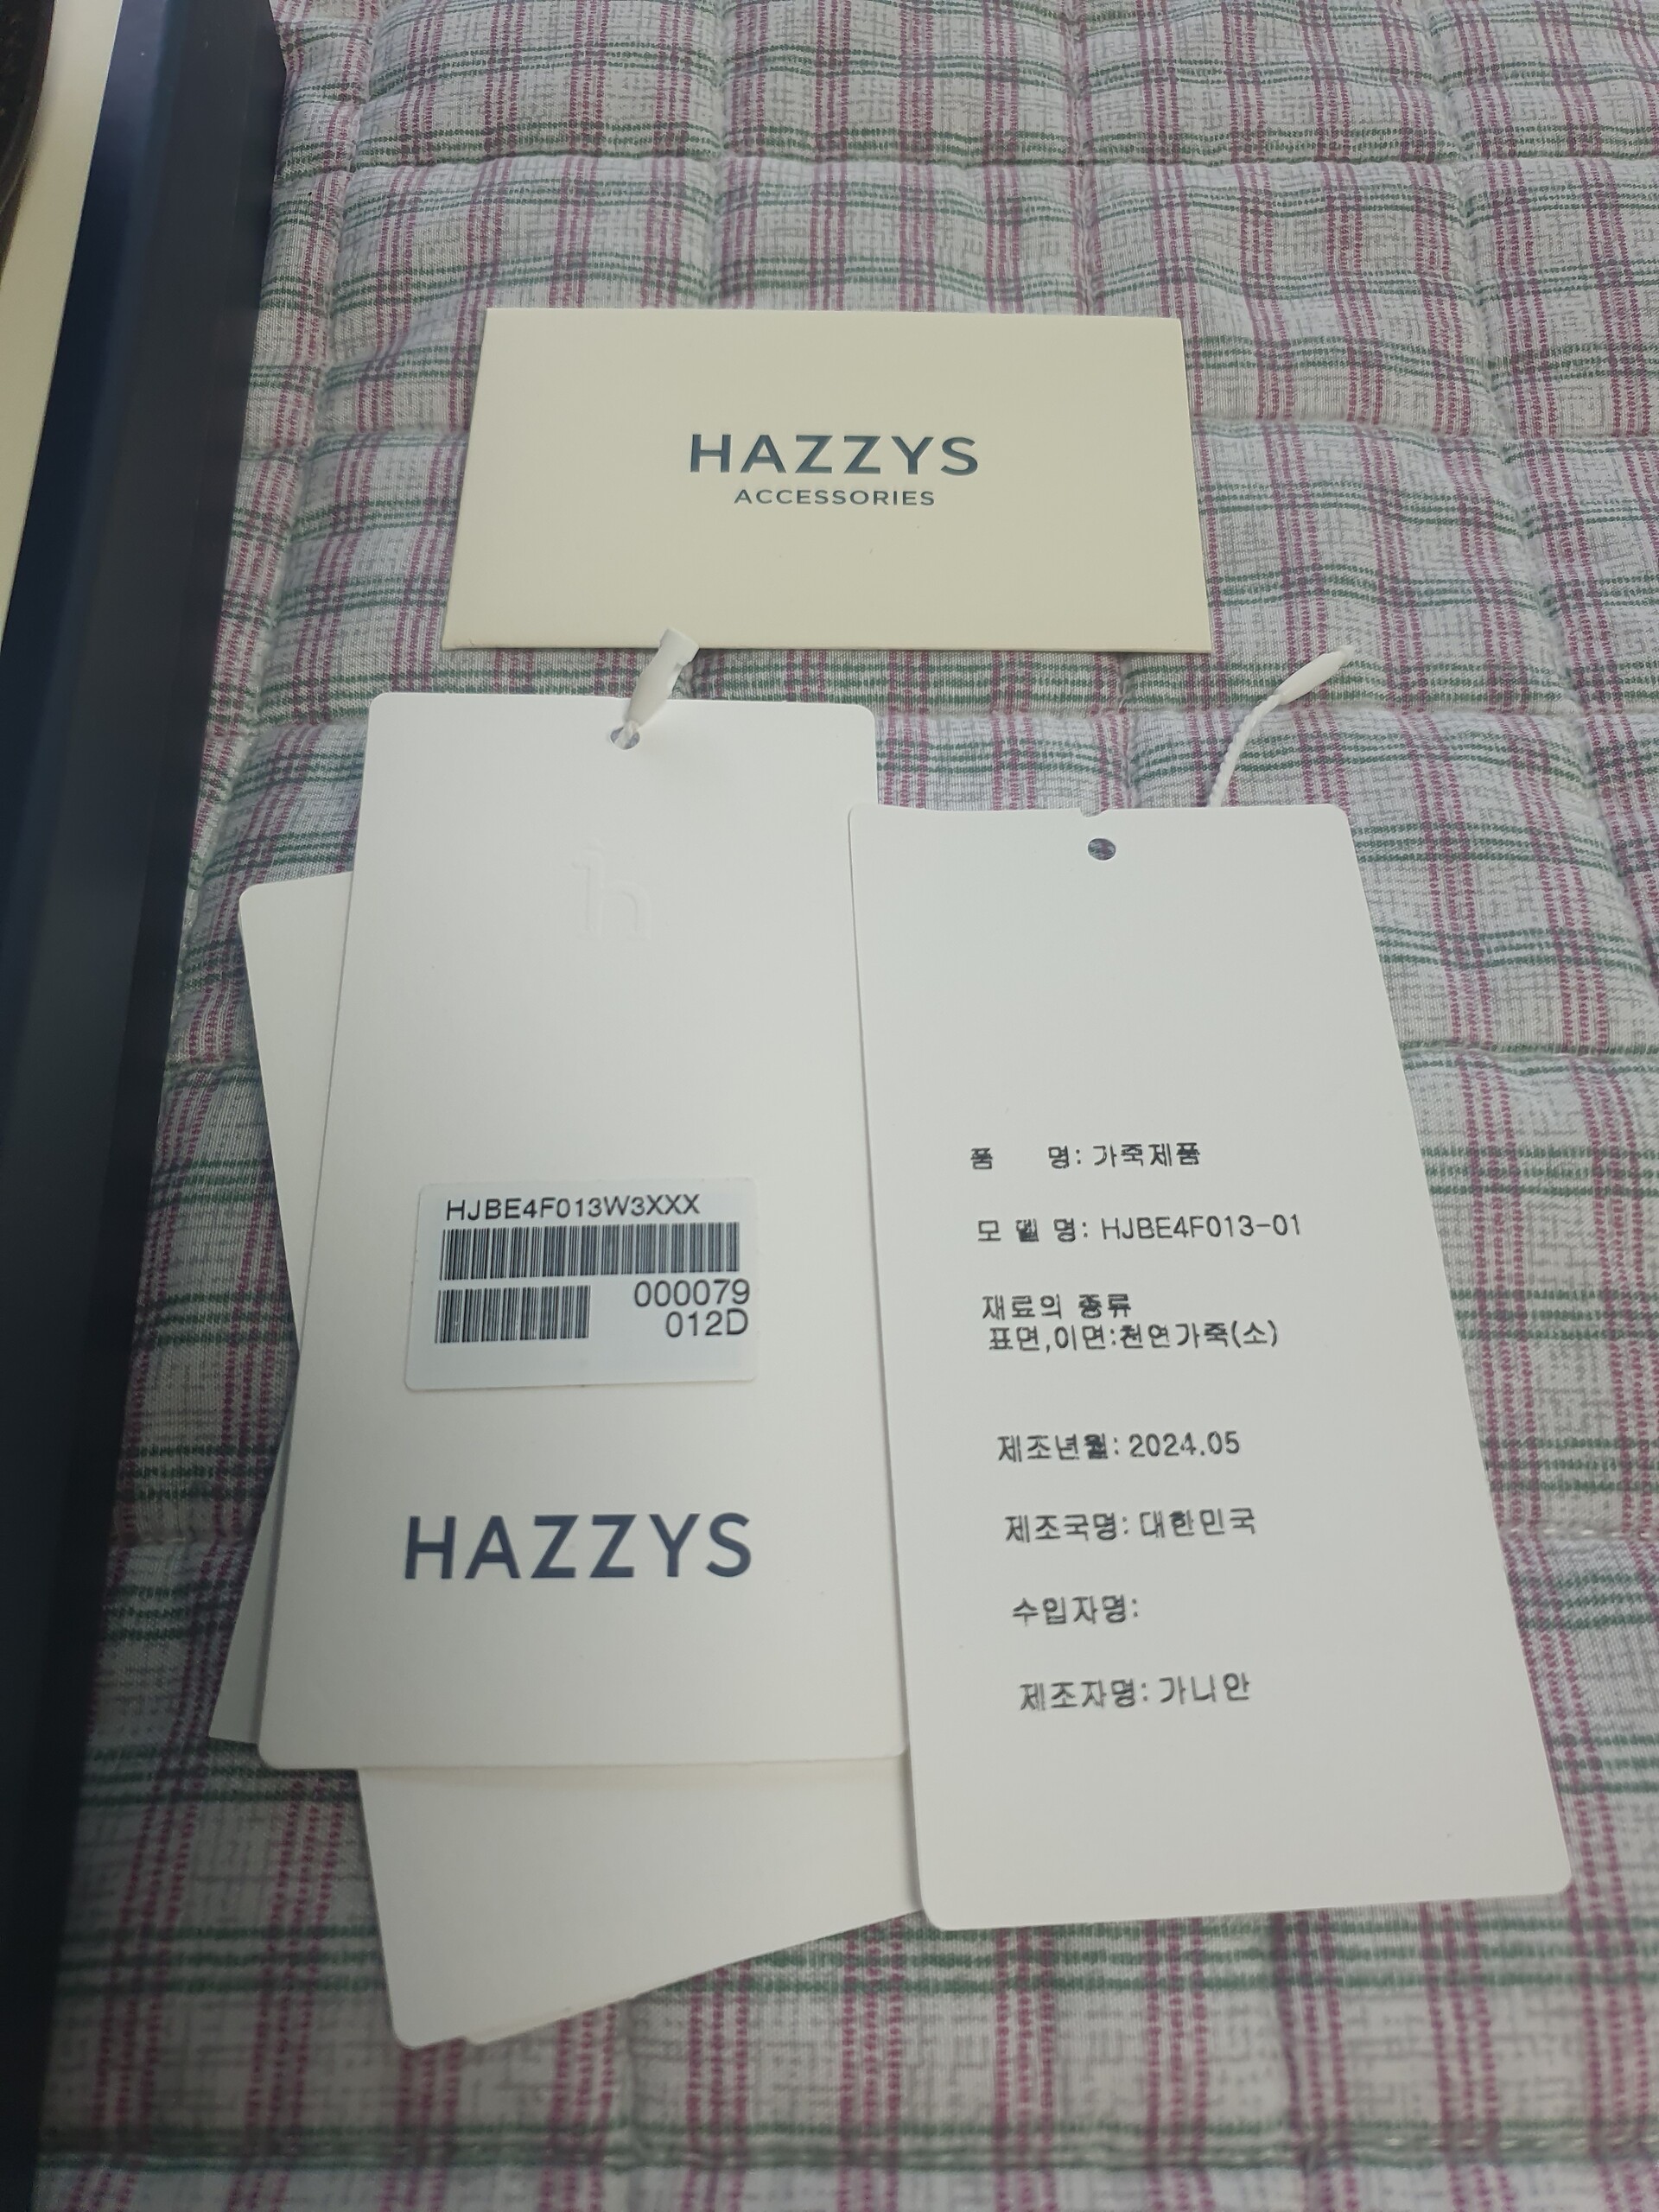 HAZZYS
ACCESSORIES
h
HJBE4F013W3XXX
000079
012D
HAZZYS
품 명: 가죽제품
모 델 명: HJBE4F013-01
재료의 종류
표면,이면:천연가죽(소)
제조년월: 2024.05
제조국명: 대한민국
수입자명:
제조자명: 가니안